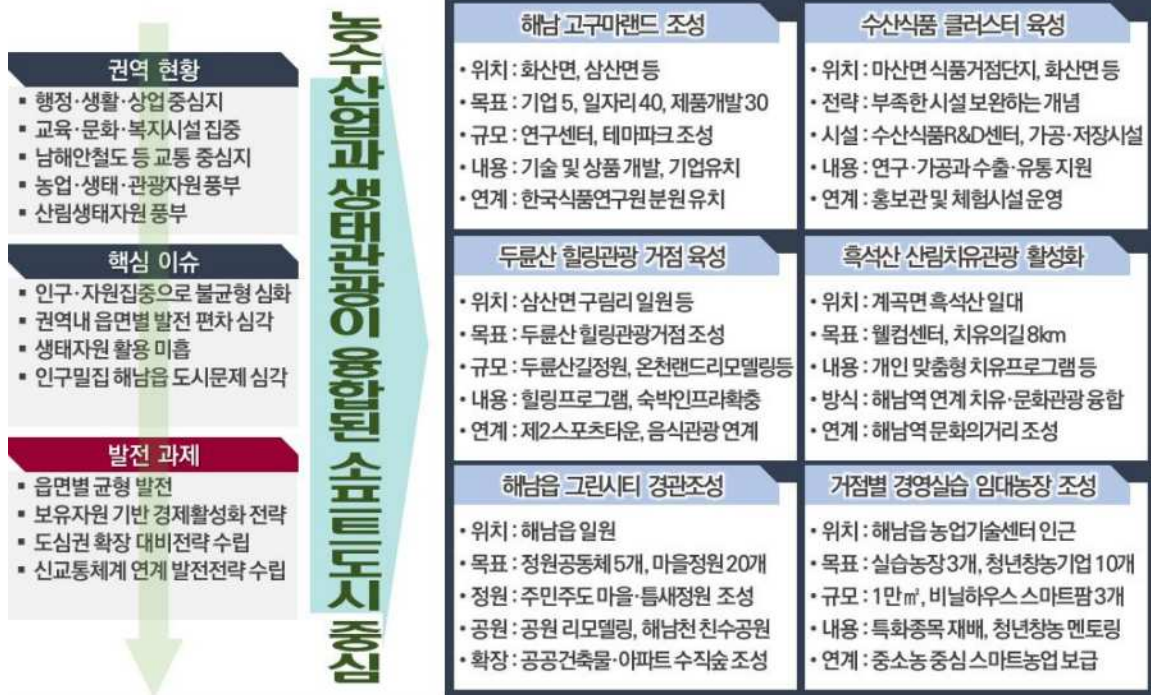 권역 현황
▪ 행정·생활·상업 중심지
▪ 교육·문화·복지시설 집중
▪ 남해안철도 등 교통 중심지
▪ 농업·생태·관광자원 풍부
▪ 산림생태자원 풍부
핵심 이슈
▪ 인구·자원집중으로 불균형 심화
▪ 권역내 읍면별 발전 편차 심각
▪ 생태자원 활용 미흡
▪ 인구밀집 해남읍 도시문제 심각
발전 과제
▪ 읍면별 균형 발전
▪ 보유자원 기반 경제활성화 전략
▪ 도심권 확장 대비전략 수립
▪ 신교통체계 연계 발전전략 수립
농수산업과 생태관광이 융합된 소프트도시 중심
해남 고구마랜드 조성
• 위치 : 화산면, 삼산면 등
• 목표 : 기업 5, 일자리 40, 제품개발 30
• 규모 : 연구센터, 테마파크 조성
• 내용 : 기술 및 상품 개발, 기업유치
• 연계 : 한국식품연구원 분원 유치
수산식품 클러스터 육성
• 위치 : 마산면 식품거점단지, 화산면 등
• 전략 : 부족한 시설 보완하는 개념
• 시설 : 수산식품R&D센터, 가공·저장시설
• 내용 : 연구·가공과 수출·유통 지원
• 연계 : 홍보관 및 체험시설 운영
두륜산 힐링관광 거점 육성
• 위치 : 삼산면 구림리 일원 등
• 목표 : 두륜산 힐링관광거점 조성
• 규모 : 두륜산길정원, 온천랜드리모델링등
• 내용 : 힐링프로그램, 숙박인프라확충
• 연계 : 제2스포츠타운, 음식관광 연계
흑석산 산림치유관광 활성화
• 위치 : 계곡면 흑석산 일대
• 목표 : 웰컴센터, 치유의길 8km
• 내용 : 개인 맞춤형 치유프로그램 등
• 방식 : 해남역 연계 치유·문화관광 융합
• 연계 : 해남역 문화의거리 조성
해남읍 그린시티 경관조성
• 위치 : 해남읍 일원
• 목표 : 정원공동체 5개, 마을정원 20개
• 정원 : 주민주도 마을·틈새정원 조성
• 공원 : 공원 리모델링, 해남천 친수공원
• 확장 : 공공건축물·아파트 수직숲 조성
거점별 경영실습 임대농장 조성
• 위치 : 해남읍 농업기술센터 인근
• 목표 : 실습농장 3개, 청년창농기업 10개
• 규모 : 1만㎡, 비닐하우스 스마트팜 3개
• 내용 : 특화종목 재배, 청년창농 멘토링
• 연계 : 중소농 중심 스마트농업 보급